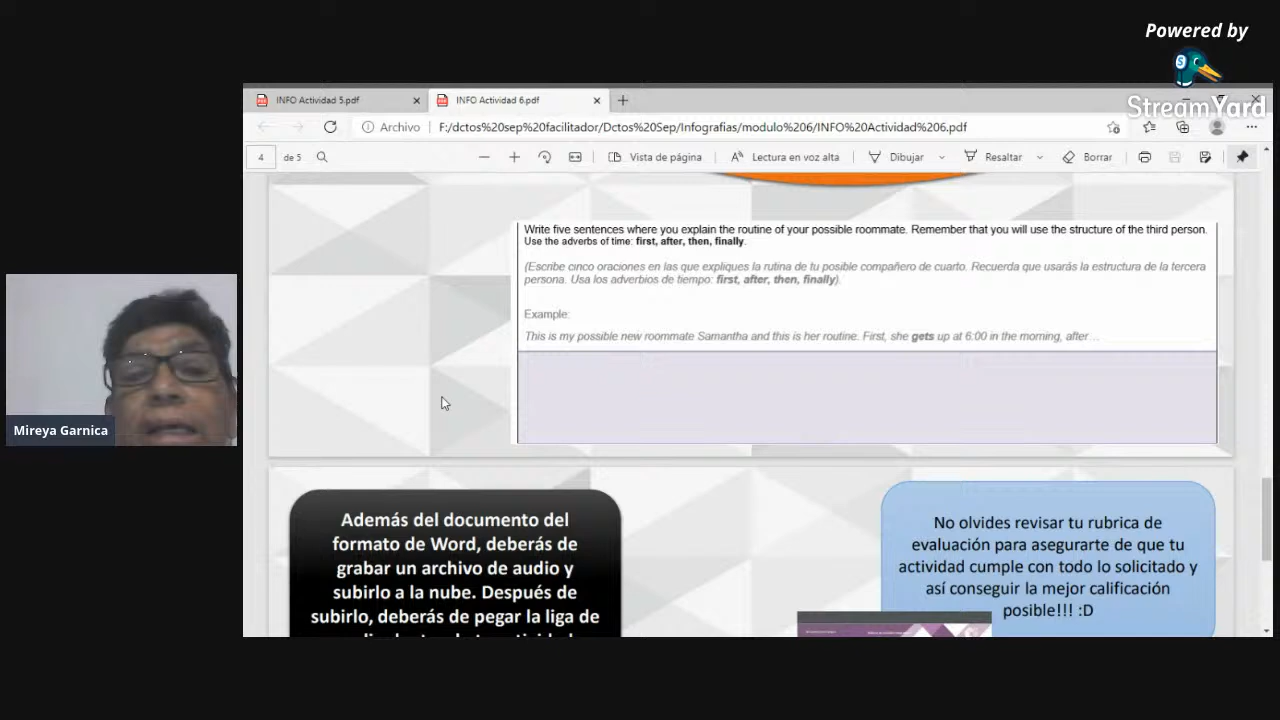 Powered by
StreamYard
INFO Actividad 5.pdf
INFO Actividad 6.pdf
Archivo
F:/dctos%20sep%20facilitador/Dctos%20Sep/Infografias/modulo%206/INFO%20Actividad%206.pdf
4 de 5
Vista de página
Lectura en voz alta
Dibujar
Resaltar
Borrar
Write five sentences where you explain the routine of your possible roommate. Remember that you will use the structure of the third person.
Use the adverbs of time: first, after, then, finally.
(Escribe cinco oraciones en las que expliques la rutina de tu posible compañero de cuarto. Recuerda que usarás la estructura de la tercera
persona. Usa los adverbios de tiempo: first, after, then, finally).
Example:
This is my possible new roommate Samantha and this is her routine. First, she gets up at 6:00 in the morning, after…
Mireya Garnica
Además del documento del
formato de Word, deberás de
grabar un archivo de audio y
subirlo a la nube. Después de
subirlo, deberás de pegar la liga de
No olvides revisar tu rubrica de
evaluación para asegurarte de que tu
actividad cumple con todo lo solicitado y
así conseguir la mejor calificación
posible!!! :D